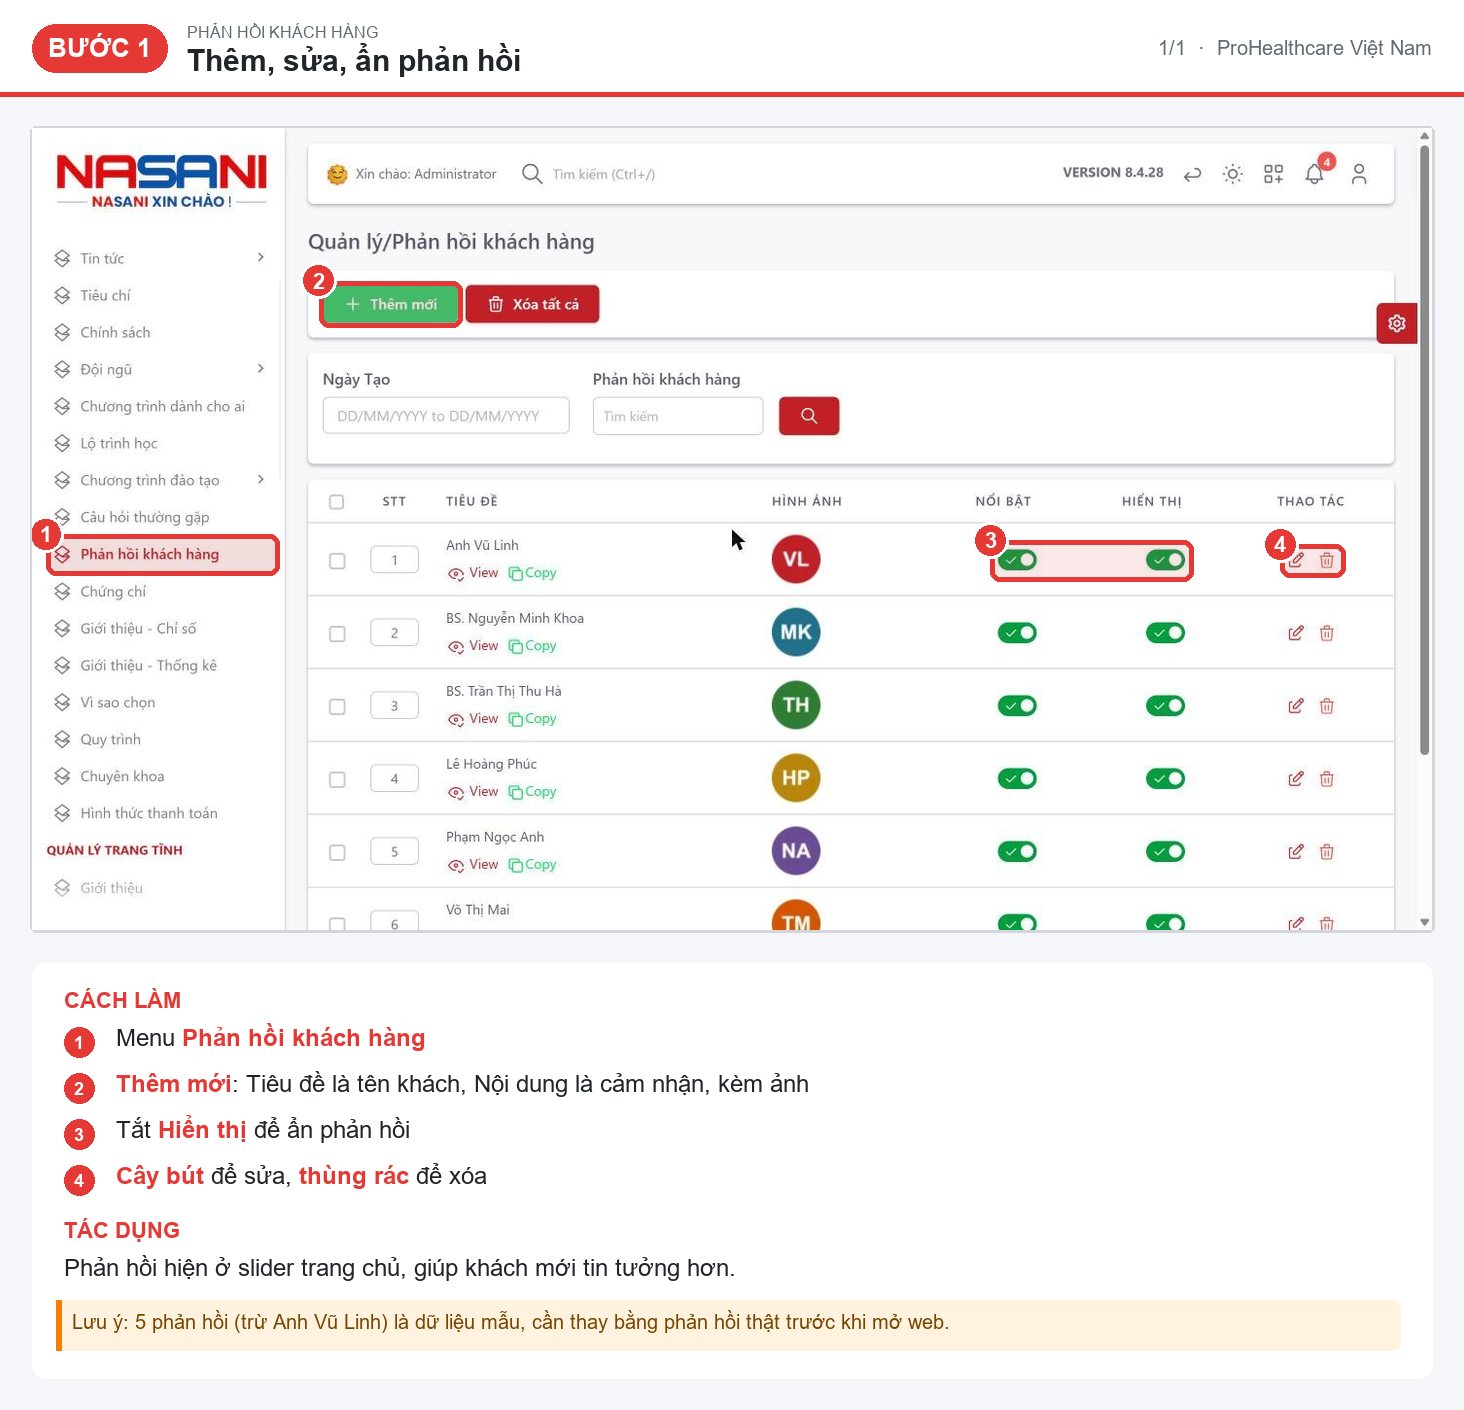 BƯỚC 1
PHẢN HỒI KHÁCH HÀNG
Thêm, sửa, ẩn phản hồi
1/1 · ProHealthcare Việt Nam
NASANI
NASANI XIN CHÀO !
Xin chào: Administrator
Tìm kiếm (Ctrl+/)
VERSION 8.4.28
4
Tin tức
Tiêu chí
Chính sách
Đội ngũ
Chương trình dành cho ai
Lộ trình học
Chương trình đào tạo
Câu hỏi thường gặp
1
Phản hồi khách hàng
Chứng chỉ
Giới thiệu - Chỉ số
Giới thiệu - Thống kê
Vì sao chọn
Quy trình
Chuyên khoa
Hình thức thanh toán
QUẢN LÝ TRANG TĨNH
Giới thiệu
Quản lý/Phản hồi khách hàng
2
Thêm mới
Xóa tất cả
Ngày Tạo
Phản hồi khách hàng
DD/MM/YYYY to DD/MM/YYYY
Tìm kiếm
STT TIÊU ĐỀ HÌNH ẢNH NỔI BẬT HIỂN THỊ THAO TÁC
3
4
1 Anh Vũ Linh VL
View Copy
2 BS. Nguyễn Minh Khoa MK
View Copy
3 BS. Trần Thị Thu Hà TH
View Copy
4 Lê Hoàng Phúc HP
View Copy
5 Phạm Ngọc Anh NA
View Copy
6 Võ Thị Mai TM
CÁCH LÀM
1 Menu Phản hồi khách hàng
2 Thêm mới: Tiêu đề là tên khách, Nội dung là cảm nhận, kèm ảnh
3 Tắt Hiển thị để ẩn phản hồi
4 Cây bút để sửa, thùng rác để xóa
TÁC DỤNG
Phản hồi hiện ở slider trang chủ, giúp khách mới tin tưởng hơn.
Lưu ý: 5 phản hồi (trừ Anh Vũ Linh) là dữ liệu mẫu, cần thay bằng phản hồi thật trước khi mở web.